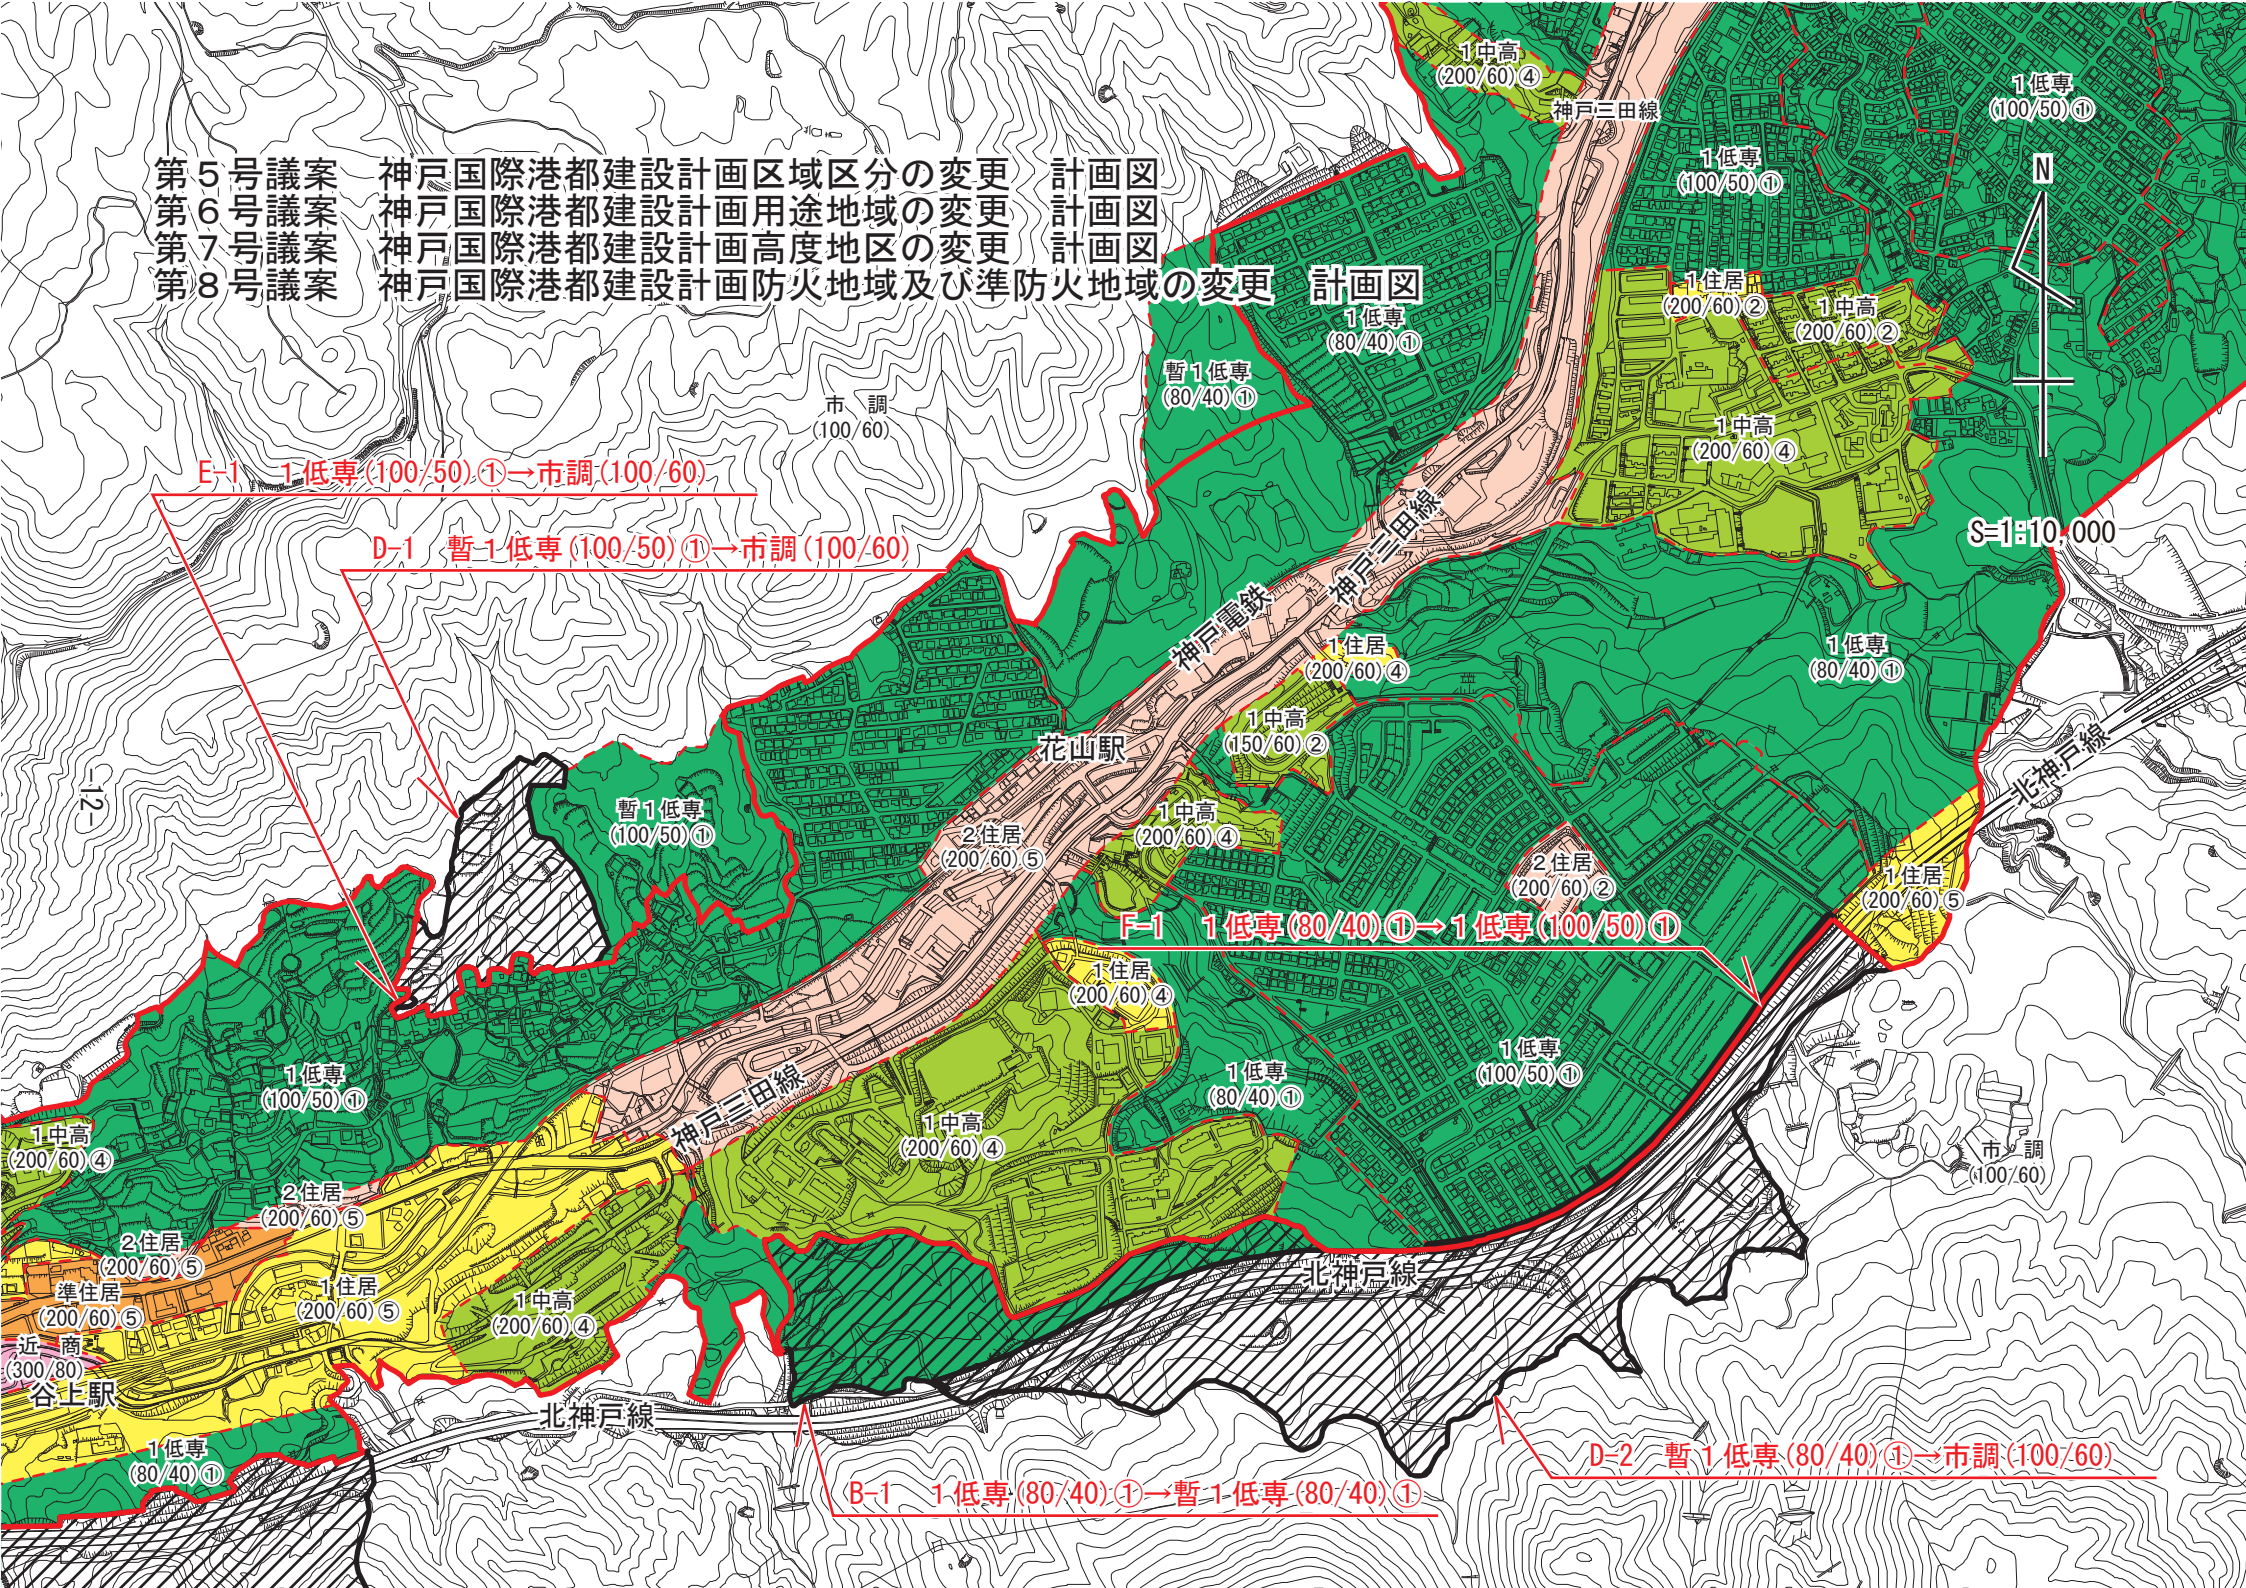 第５号議案　神戸国際港都建設計画区域区分の変更　計画図
第６号議案　神戸国際港都建設計画用途地域の変更　計画図
第７号議案　神戸国際港都建設計画高度地区の変更　計画図
第８号議案　神戸国際港都建設計画防火地域及び準防火地域の変更　計画図
１中高
(200/60)④
神戸三田線
１低専
(100/50)①
１低専
(100/50)①
N
１住居
(200/60)②
１中高
(200/60)②
１低専
(80/40)①
暫１低専
(80/40)①
市　調
(100/60)
１中高
(200/60)④
E-1　１低専(100/50)①→市調(100/60)
D-1　暫１低専(100/50)①→市調(100/60)
S=1:10,000
神戸三田線
神戸電鉄
１住居
(200/60)④
１低専
(80/40)①
１中高
(150/60)②
花山駅
北神戸線
-12-
暫１低専
(100/50)①
２住居
(200/60)⑤
１中高
(200/60)④
２住居
(200/60)②
１住居
(200/60)⑤
F-1　１低専(80/40)①→１低専(100/50)①
１住居
(200/60)④
１低専
(100/50)①
１低専
(80/40)①
１低専
(100/50)①
神戸三田線
１中高
(200/60)④
１中高
(200/60)④
市　調
(100/60)
２住居
(200/60)⑤
２住居
(200/60)⑤
準住居
(200/60)⑤
１住居
(200/60)⑤
１中高
(200/60)④
北神戸線
近　商
(300/80)
谷上駅
北神戸線
１低専
(80/40)①
D-2　暫１低専(80/40)①→市調(100/60)
B-1　１低専(80/40)①→暫１低専(80/40)①